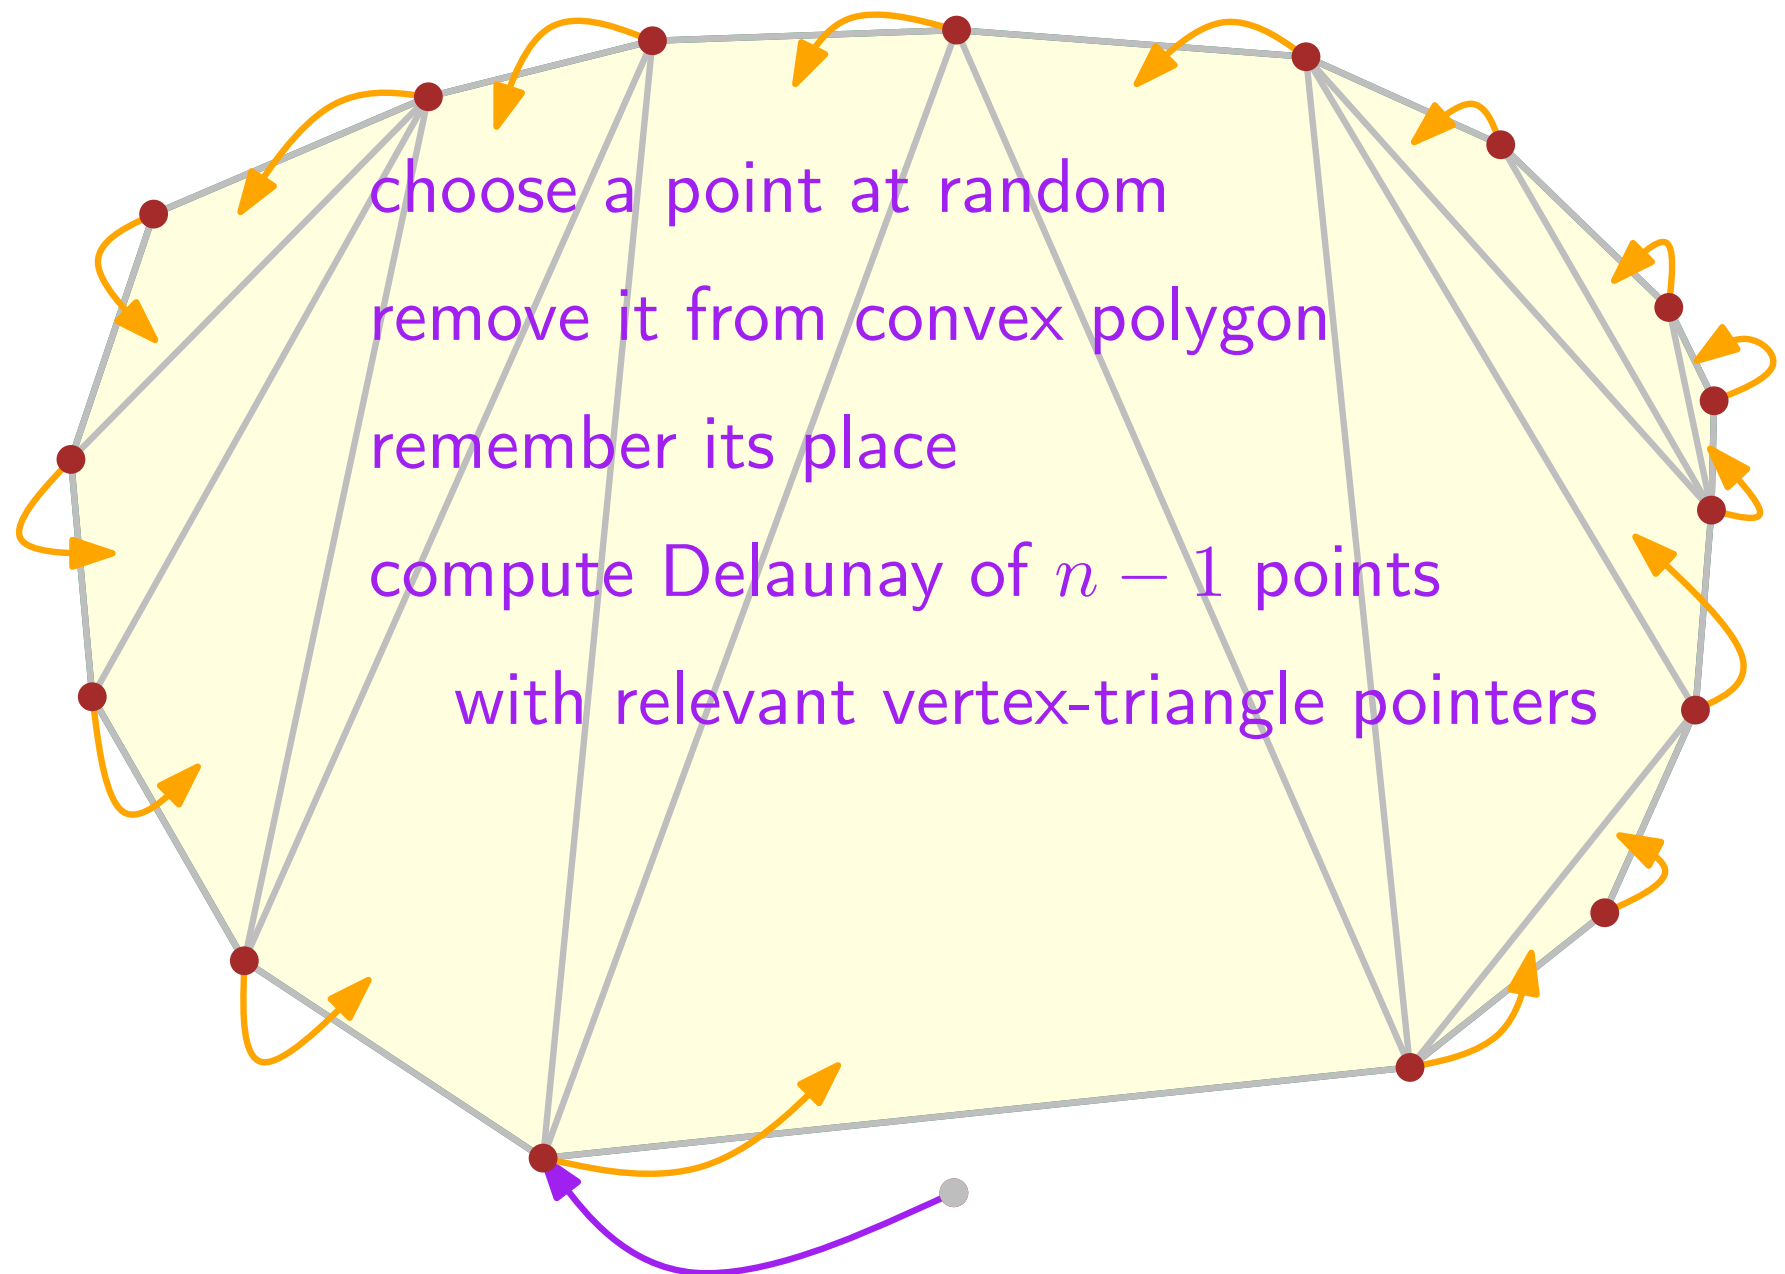 choose a point at random
remove it from convex polygon
remember its place
compute Delaunay of n − 1 points
with relevant vertex-triangle pointers